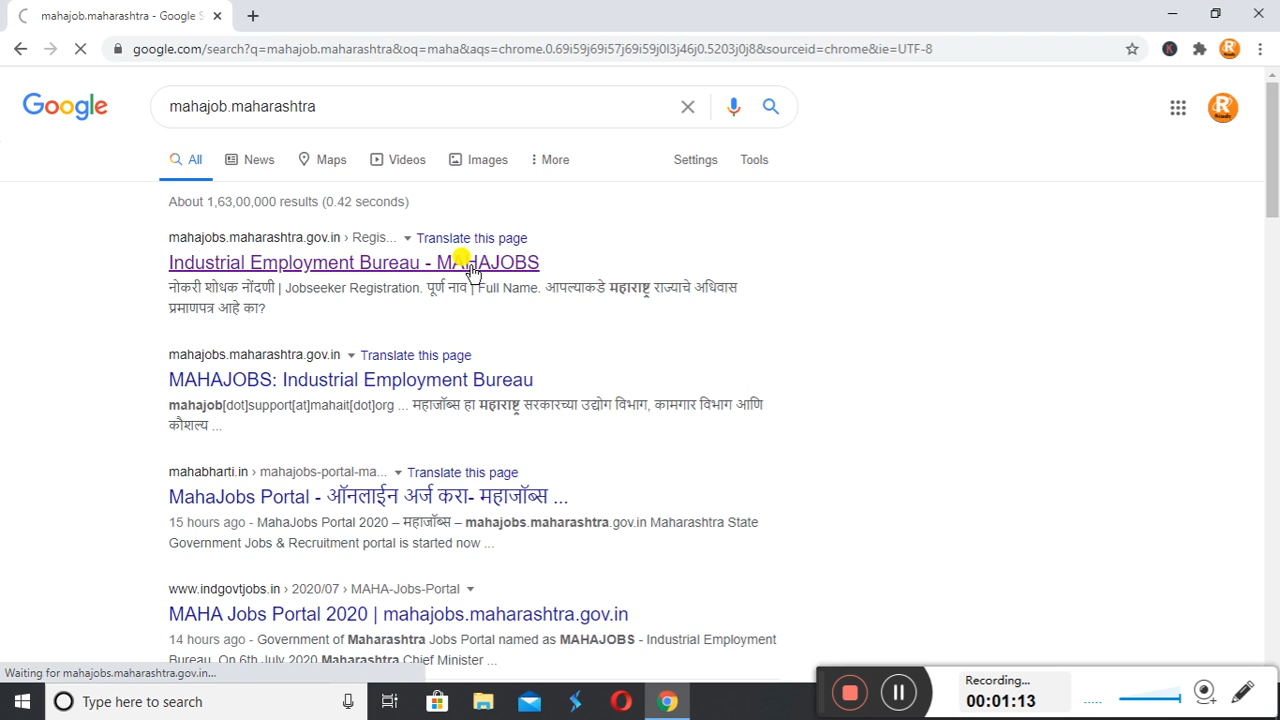 mahajob.maharashtra - Google S
google.com/search?q=mahajob.maharashtra&oq=maha&aqs=chrome.0.69i59j69i57j69i59j0l3j46j0.5203j0j8&sourceid=chrome&ie=UTF-8
Google
mahajob.maharashtra
All News Maps Videos Images More Settings Tools
About 1,63,00,000 results (0.42 seconds)
mahajobs.maharashtra.gov.in › Regis... Translate this page
Industrial Employment Bureau - MAHAJOBS
नोकरी शोधक नोंदणी | Jobseeker Registration. पूर्ण नाव | Full Name. आपल्याकडे महाराष्ट्र राज्याचे अधिवास
प्रमाणपत्र आहे का?
mahajobs.maharashtra.gov.in Translate this page
MAHAJOBS: Industrial Employment Bureau
mahajob[dot]support[at]mahait[dot]org ... महाजॉब्स हा महाराष्ट्र सरकारच्या उद्योग विभाग, कामगार विभाग आणि
कौशल्य ...
mahabharti.in › mahajobs-portal-ma... Translate this page
MahaJobs Portal - ऑनलाईन अर्ज करा- महाजॉब्स ...
15 hours ago - MahaJobs Portal 2020 – महाजॉब्स – mahajobs.maharashtra.gov.in Maharashtra State
Government Jobs & Recruitment portal is started now ...
www.indgovtjobs.in › 2020/07 › MAHA-Jobs-Portal
MAHA Jobs Portal 2020 | mahajobs.maharashtra.gov.in
14 hours ago - Government of Maharashtra Jobs Portal named as MAHAJOBS - Industrial Employment
Bureau. On 6th July 2020 Maharashtra Chief Minister ...
Waiting for mahajobs.maharashtra.gov.in...
Type here to search
Recording...
00:01:13